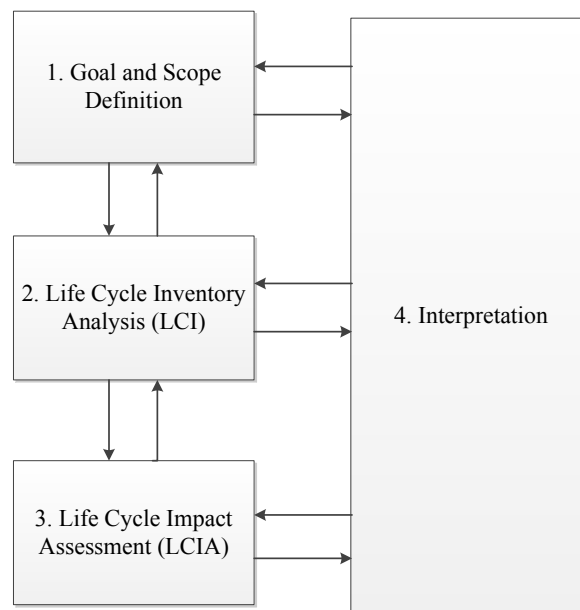 1. Goal and Scope
Definition
2. Life Cycle Inventory
Analysis (LCI)
4. Interpretation
3. Life Cycle Impact
Assessment (LCIA)